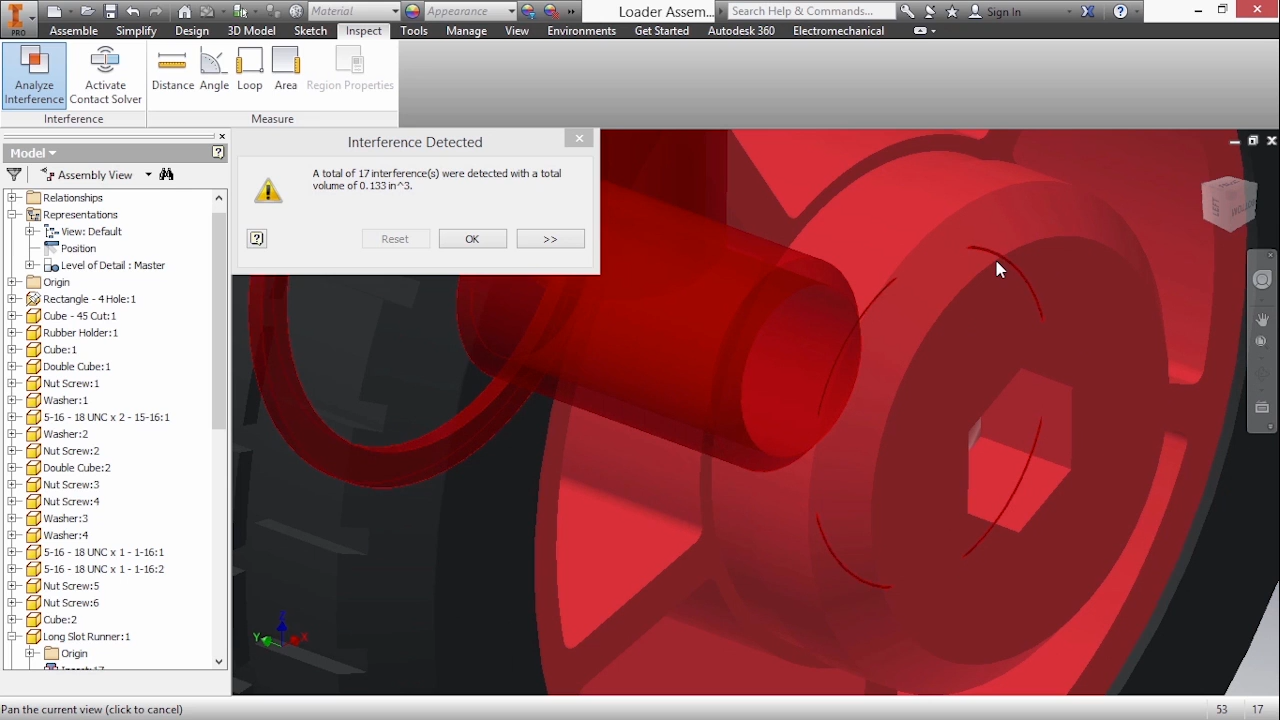 PRO
Material
Appearance
Loader Assem...
Search Help & Commands...
Sign In
Assemble Simplify Design 3D Model Sketch Inspect Tools Manage View Environments Get Started Autodesk 360 Electromechanical
Analyze Interference
Activate Contact Solver
Distance Angle Loop Area Region Properties
Interference Measure
Model
Assembly View
Interference Detected
A total of 17 interference(s) were detected with a total
volume of 0.133 in^3.
Reset OK >>
Relationships
Representations
View: Default
Position
Level of Detail : Master
Origin
Rectangle - 4 Hole:1
Cube - 45 Cut:1
Rubber Holder:1
Cube:1
Double Cube:1
Nut Screw:1
Washer:1
5-16 - 18 UNC x 2 - 15-16:1
Washer:2
Nut Screw:2
Double Cube:2
Nut Screw:3
Nut Screw:4
Washer:3
Washer:4
5-16 - 18 UNC x 1 - 1-16:1
5-16 - 18 UNC x 1 - 1-16:2
Nut Screw:5
Nut Screw:6
Cube:2
Long Slot Runner:1
Origin
Z
Y
X
Pan the current view (click to cancel)
53 17